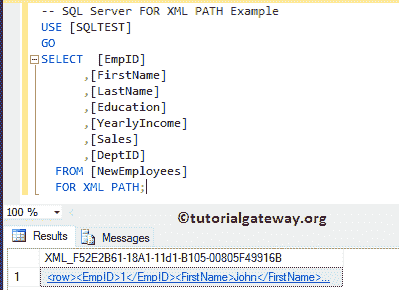 -- SQL Server FOR XML PATH Example
USE [SQLTEST]
GO
SELECT [EmpID]
,[FirstName]
,[LastName]
,[Education]
,[YearlyIncome]
,[Sales]
,[DeptID]
FROM [NewEmployees]
FOR XML PATH;
100 %
©tutorialgateway.org
Results Messages
XML_F52E2B61-18A1-11d1-B105-00805F49916B
1 <row><EmpID>1</EmpID><FirstName>John</FirstName>...